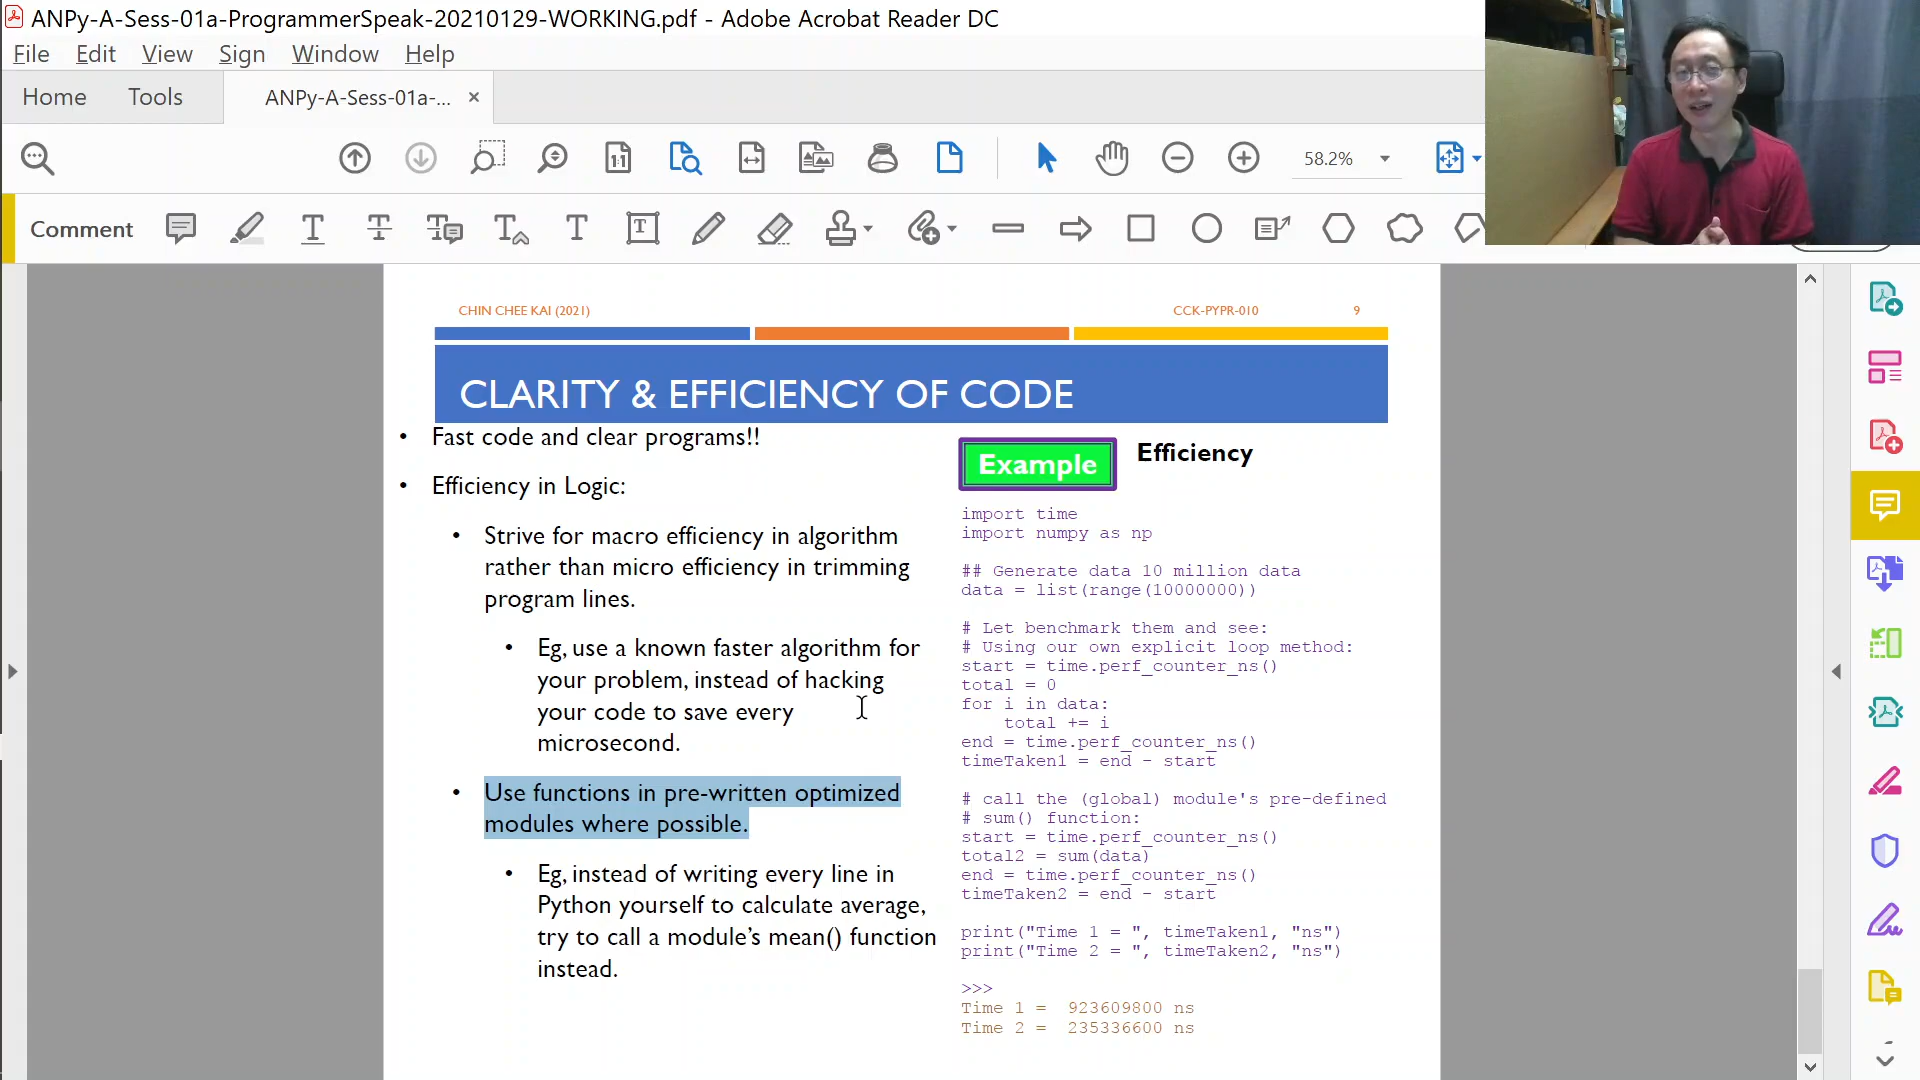 ANPy-A-Sess-01a-ProgrammerSpeak-20210129-WORKING.pdf - Adobe Acrobat Reader DC
File Edit View Sign Window Help
Home Tools ANPy-A-Sess-01a-... ×
1:1 58.2%
Comment
CHIN CHEE KAI (2021) CCK-PYPR-010 9
CLARITY & EFFICIENCY OF CODE
• Fast code and clear programs!!
• Efficiency in Logic:
• Strive for macro efficiency in algorithm
rather than micro efficiency in trimming
program lines.
• Eg, use a known faster algorithm for
your problem, instead of hacking
your code to save every
microsecond.
• Use functions in pre-written optimized
modules where possible.
• Eg, instead of writing every line in
Python yourself to calculate average,
try to call a module's mean() function
instead.
Example Efficiency
import time
import numpy as np
## Generate data 10 million data
data = list(range(10000000))
# Let benchmark them and see:
# Using our own explicit loop method:
start = time.perf_counter_ns()
total = 0
for i in data:
    total += i
end = time.perf_counter_ns()
timeTaken1 = end - start
# call the (global) module's pre-defined
# sum() function:
start = time.perf_counter_ns()
total2 = sum(data)
end = time.perf_counter_ns()
timeTaken2 = end - start
print("Time 1 = ", timeTaken1, "ns")
print("Time 2 = ", timeTaken2, "ns")
>>>
Time 1 =  923609800 ns
Time 2 =  235336600 ns